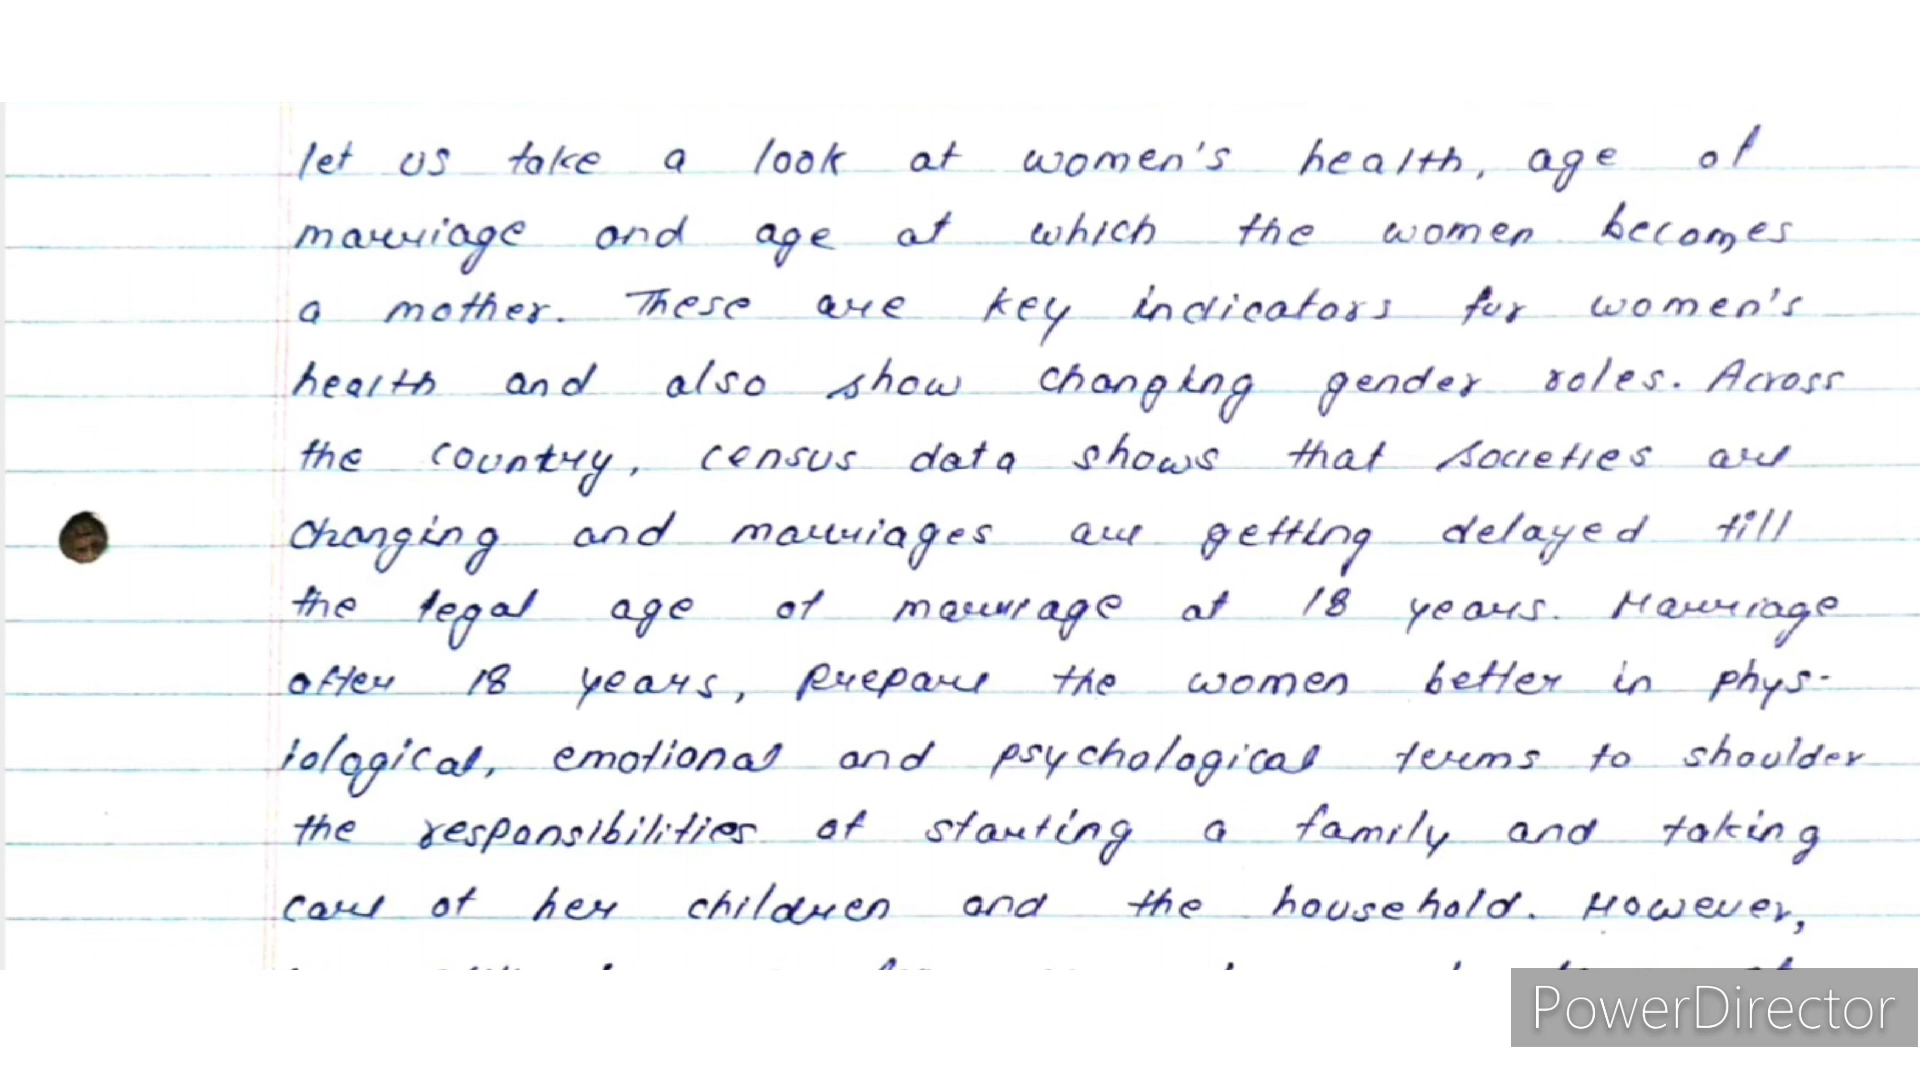 let us take a look at women's health, age of
marriage and age at which the women becomes
a mother. These are key indicators for women's
health and also show changing gender roles. Across
the country, census data shows that societies are
changing and marriages are getting delayed till
the legal age of marriage at 18 years. Marriage
after 18 years, prepare the women better in phys-
iological, emotional and psychological terms to shoulder
the responsibilities of starting a family and taking
care of her children and the household. However,
PowerDirector